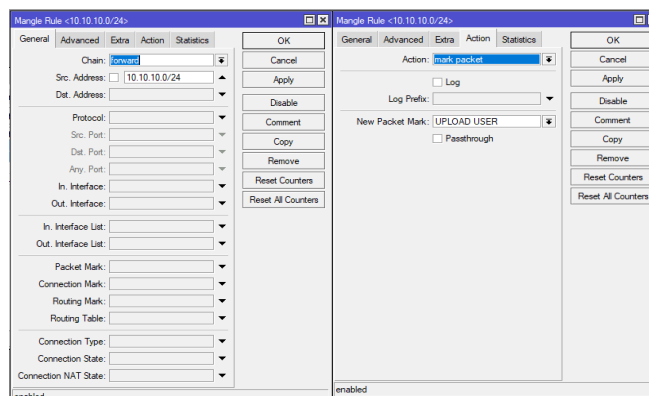 Mangle Rule <10.10.10.0/24>
General Advanced Extra Action Statistics
Chain: forward
Src. Address: 10.10.10.0/24
Dst. Address:
Protocol:
Src. Port:
Dst. Port:
Any. Port:
In. Interface:
Out. Interface:
In. Interface List:
Out. Interface List:
Packet Mark:
Connection Mark:
Routing Mark:
Routing Table:
Connection Type:
Connection State:
Connection NAT State:
enabled
OK
Cancel
Apply
Disable
Comment
Copy
Remove
Reset Counters
Reset All Counters
Mangle Rule <10.10.10.0/24>
General Advanced Extra Action Statistics
Action: mark packet
Log
Log Prefix:
New Packet Mark: UPLOAD USER
Passthrough
enabled
OK
Cancel
Apply
Disable
Comment
Copy
Remove
Reset Counters
Reset All Counters